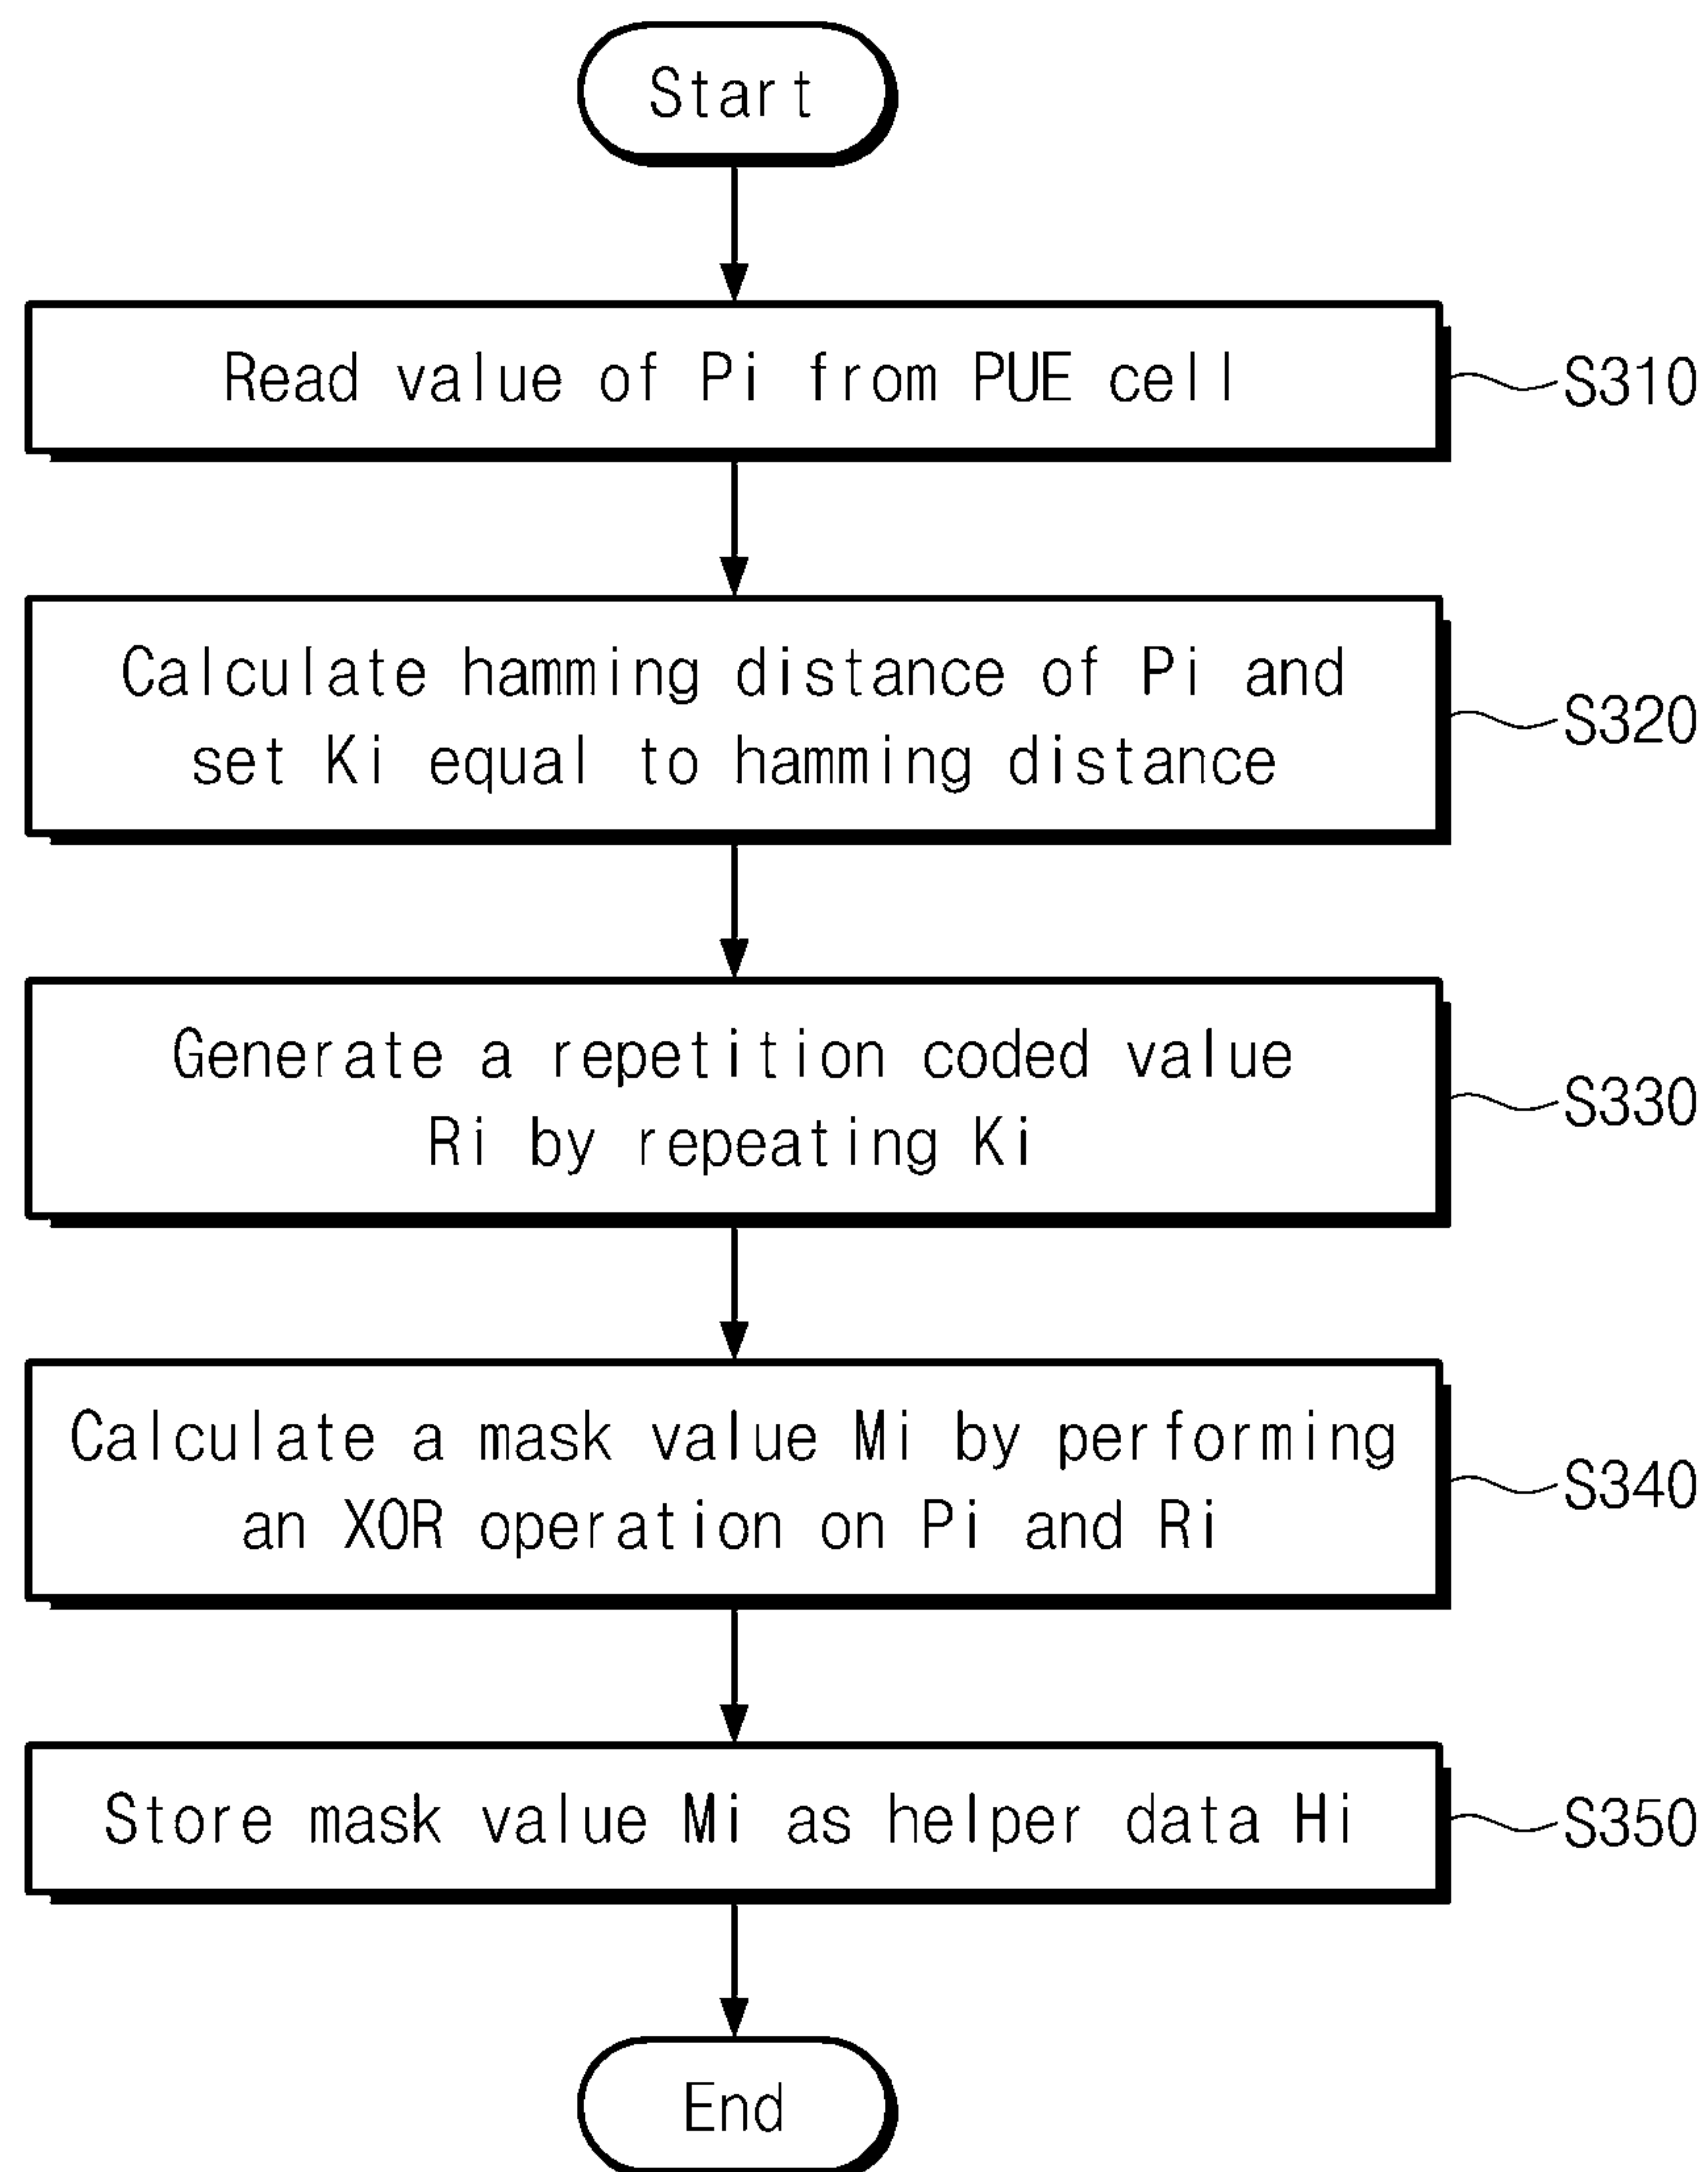 Start
Read value of Pi from PUE cell
S310
Calculate hamming distance of Pi and
set Ki equal to hamming distance
S320
Generate a repetition coded value
Ri by repeating Ki
S330
Calculate a mask value Mi by performing
an XOR operation on Pi and Ri
S340
Store mask value Mi as helper data Hi
S350
End